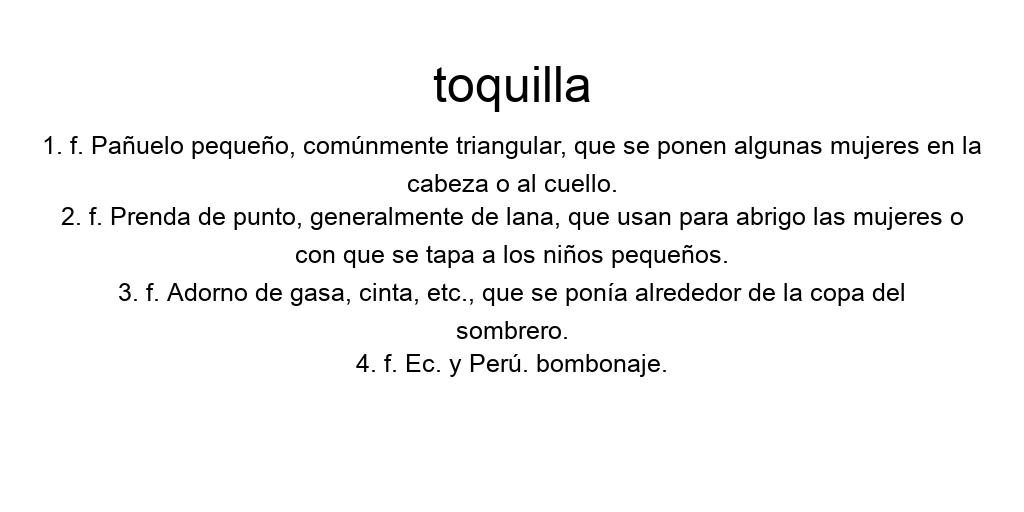 toquilla
1. f. Pañuelo pequeño, comúnmente triangular, que se ponen algunas mujeres en la
cabeza o al cuello.
2. f. Prenda de punto, generalmente de lana, que usan para abrigo las mujeres o
con que se tapa a los niños pequeños.
3. f. Adorno de gasa, cinta, etc., que se ponía alrededor de la copa del
sombrero.
4. f. Ec. y Perú. bombonaje.